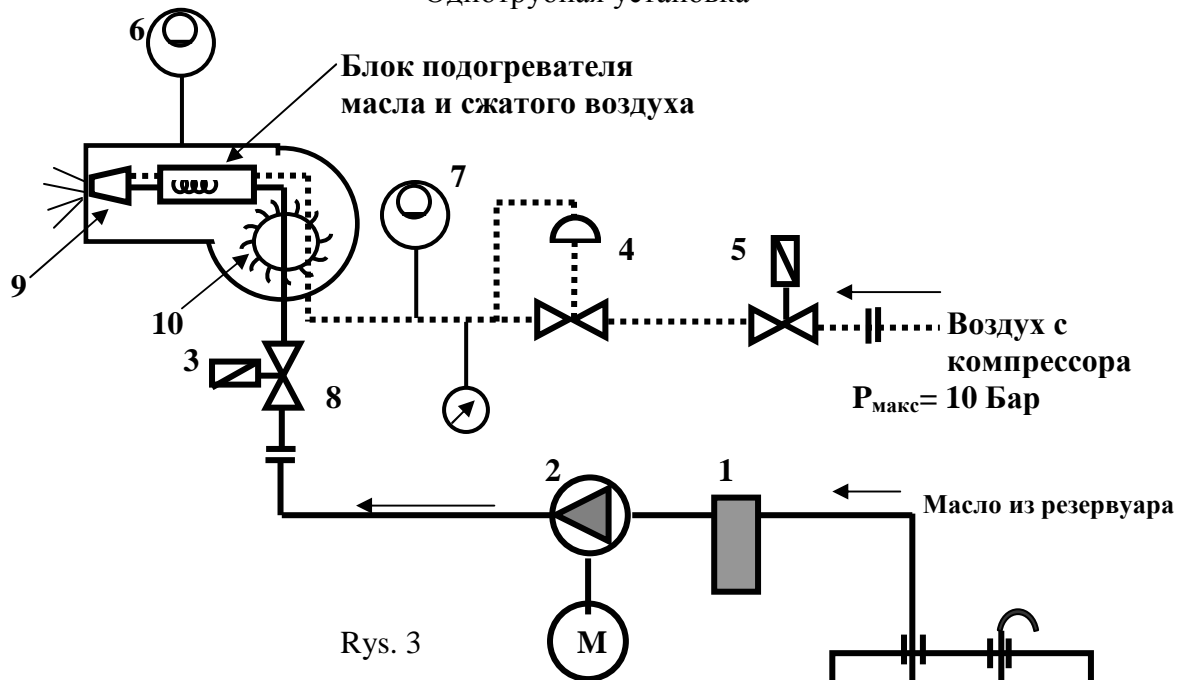 Однотрубная установка
6
Блок подогревателя
масла и сжатого воздуха
7
4
5
9
10
Воздух с
компрессора
Pмакс= 10 Бар
3
8
2
1
Масло из резервуара
M
Rys. 3